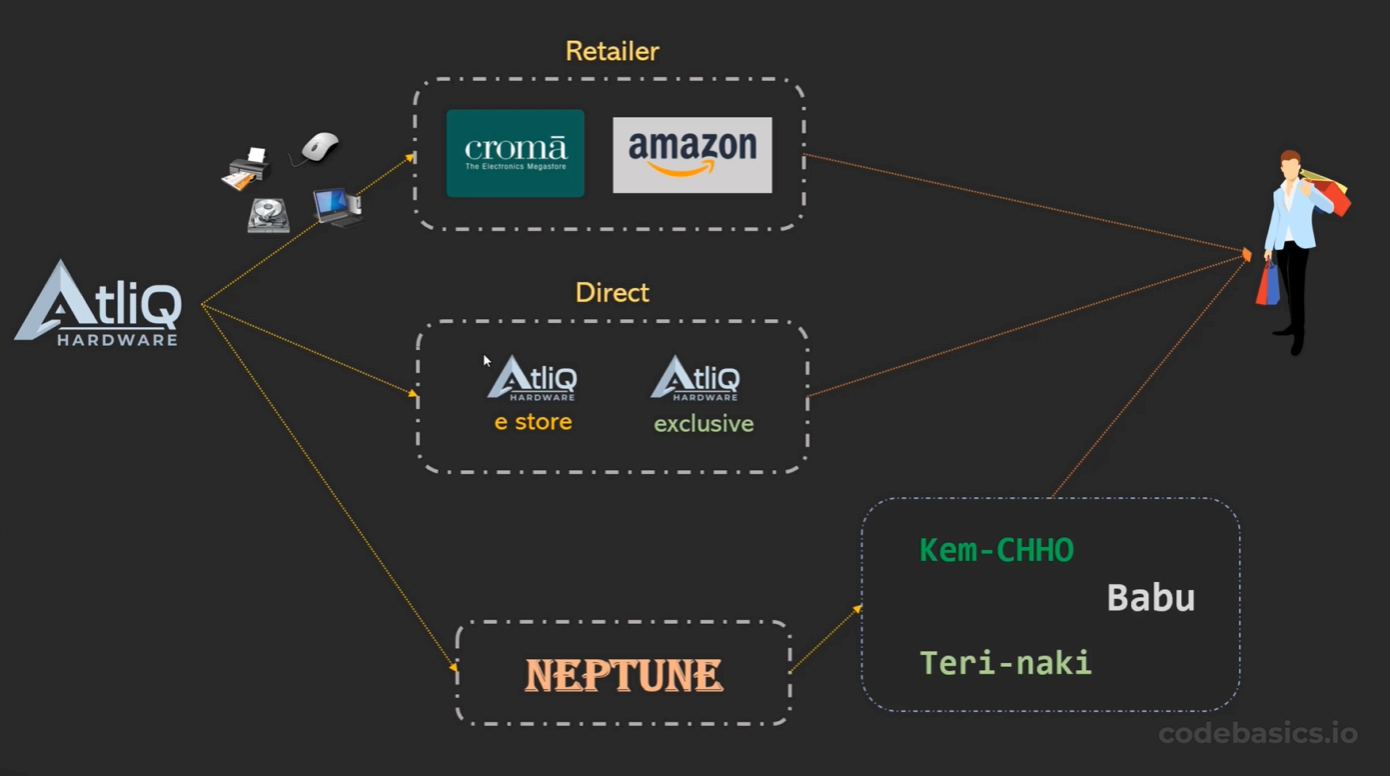 Retailer
cromā
The Electronics Megastore
amazon
AtliQ
HARDWARE
Direct
AtliQ
HARDWARE
e store
AtliQ
HARDWARE
exclusive
Kem-CHHO
Babu
Teri-naki
NEPTUNE
codebasics.io